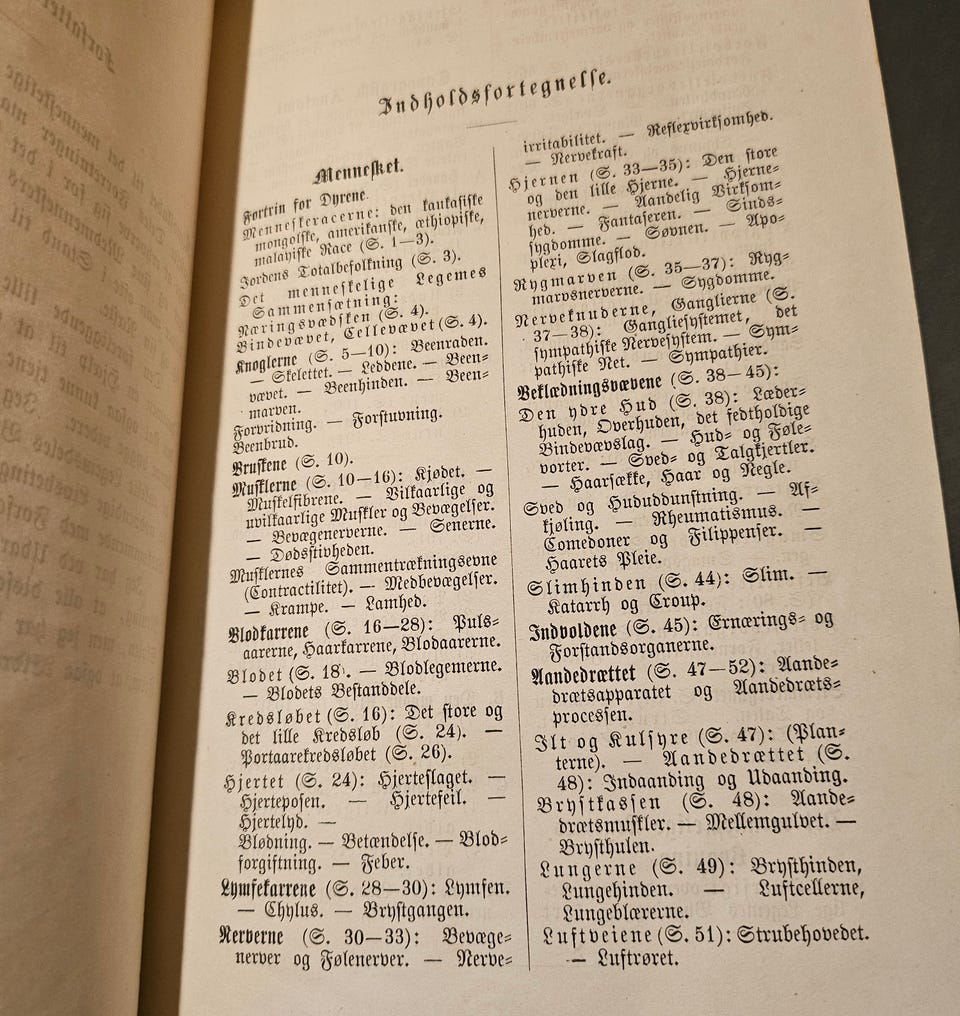 Indholdsfortegnelse.
Mennesket.
Fortrin for Dyrene.
Menneskeracerne: den kaukasiske
mongolske, amerikanske, æthiopiske,
malayiske Race (S. 1—3).
Jordens Totalbefolkning (S. 3).
Det menneskelige Legemes
Sammensætning:
Næringsvædsken (S. 4).
Bindevævet, Cellevævet (S. 4).
Knoglerne (S. 5—10): Beenraden.
— Skelettet. — Leddene. — Been-
vævet. — Beenhinden. — Been-
marven.
Forvridning. — Forstuvning.
Beenbrud.
Bruskene (S. 10).
Musklerne (S. 10—16): Kjødet. —
Muskelfibrene. — Vilkaarlige og
uvilkaarlige Muskler og Bevægelser.
— Bevægenerverne. — Senerne.
— Dødsstivheden.
Musklernes Sammentrækningsevne
(Contractilitet). — Medbevægelser.
— Krampe. — Lamhed.
Blodkarrene (S. 16—28): Puls-
aarerne, Haarkarrene, Blodaarerne.
Blodet (S. 18). — Blodlegemerne.
— Blodets Bestanddele.
Kredsløbet (S. 16): Det store og
det lille Kredsløb (S. 24). —
Portaarekredsløbet (S. 26).
Hjertet (S. 24): Hjerteslaget. —
Hjerteposen. — Hjertefeil. —
Hjertelyd. —
Blødning. — Betændelse. — Blod-
forgiftning. — Feber.
Lymfekarrene (S. 28—30): Lymfen.
— Chylus. — Brystgangen.
Nerverne (S. 30—33): Bevæge-
nerver og Følenerver. — Nerve-
irritabilitet. — Reflexvirksomhed.
— Nervekraft.
Hjernen (S. 33—35): Den store
og den lille Hjerne. — Hjerne-
nerverne. — Aandelig Virksom-
hed. — Fantaseren. — Sinds-
sygdomme. — Søvnen. — Apo-
plexi, Slagflod.
Rygmarven (S. 35—37): Ryg-
marvsnerverne. — Sygdomme.
Nerveknuderne, Ganglierne (S.
37—38): Gangliesystemet, det
sympathiske Nervesystem. — Sym-
pathiske Net. — Sympathier.
Beklædningsvævene (S. 38—45):
Den ydre Hud (S. 38): Læder-
huden, Overhuden, det fedtholdige
Bindevævslag. — Hud- og Føle-
vorter. — Sved- og Talgkjertler.
— Haarsække, Haar og Negle.
Sved og Hududdunstning. — Af-
kjøling. — Rheumatismus. —
Comedoner og Filippenser. —
Haarets Pleie.
Slimhinden (S. 44): Slim. —
Katarrh og Croup.
Indvoldene (S. 45): Ernærings- og
Forstandsorganerne.
Aandedrættet (S. 47—52): Aande-
drætsapparatet og Aandedræts-
processen.
Ilt og Kulsyre (S. 47): (Plan-
terne). — Aandedrættet (S.
48): Indaanding og Udaanding.
Brystkassen (S. 48): Aande-
drætsmuskler. — Mellemgulvet. —
Brysthulen.
Lungerne (S. 49): Brysthinden,
Lungehinden. — Luftcellerne,
Lungeblærerne.
Luftveiene (S. 51): Strubehovedet.
— Luftrøret.